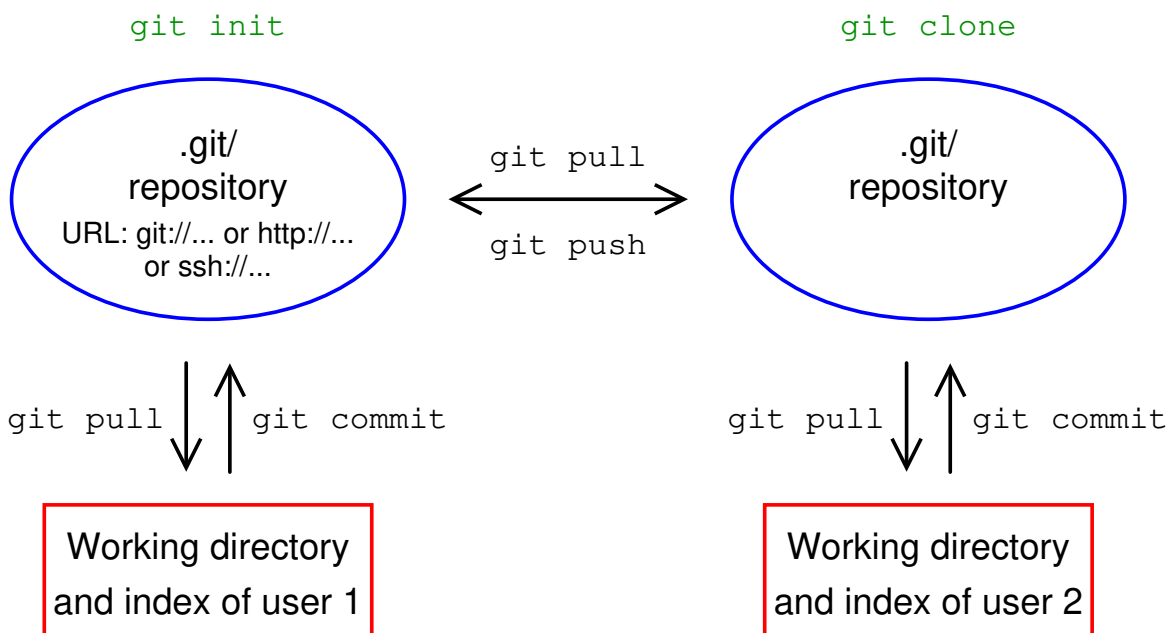 git init
git clone
.git/
repository
URL: git://... or http://...
or ssh://...
git pull
git push
.git/
repository
git pull
git commit
git pull
git commit
Working directory
and index of user 1
Working directory
and index of user 2